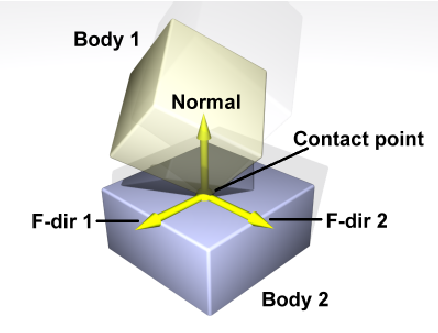 Body 1
Normal
Contact point
F-dir 1
F-dir 2
Body 2